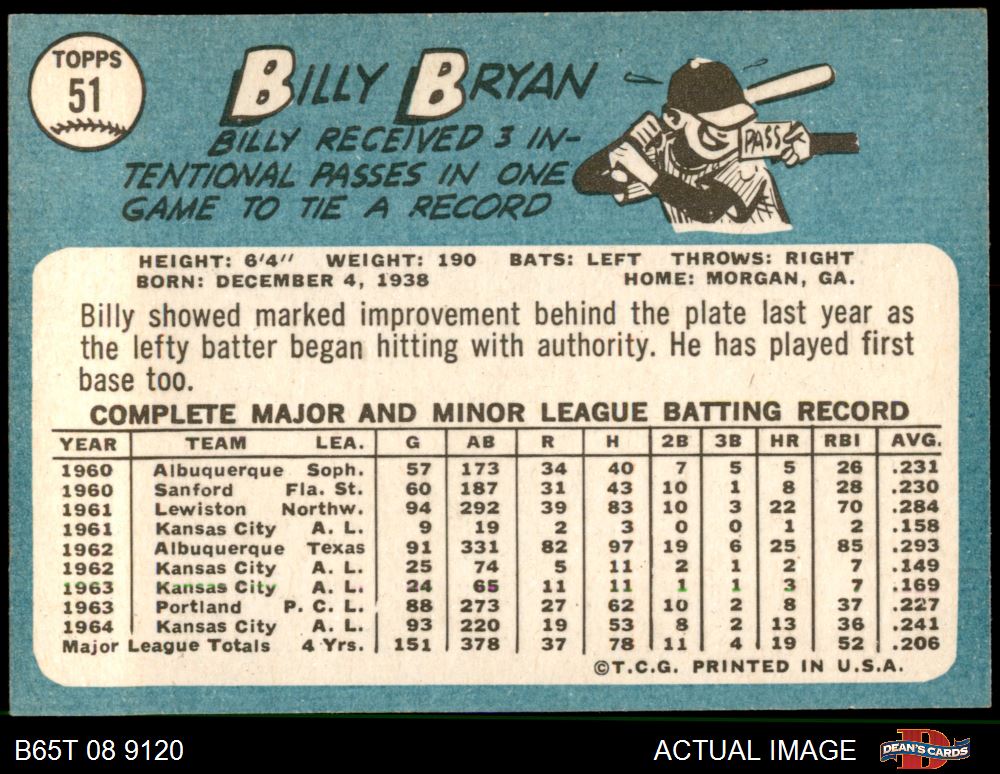 TOPPS
51
BILLY BRYAN
BILLY RECEIVED 3 IN-
TENTIONAL PASSES IN ONE
GAME TO TIE A RECORD
PASS
HEIGHT: 6'4" WEIGHT: 190 BATS: LEFT THROWS: RIGHT
BORN: DECEMBER 4, 1938 HOME: MORGAN, GA.
Billy showed marked improvement behind the plate last year as
the lefty batter began hitting with authority. He has played first
base too.
COMPLETE MAJOR AND MINOR LEAGUE BATTING RECORD
YEAR TEAM LEA. G AB R H 2B 3B HR RBI AVG.
1960 Albuquerque Soph. 57 173 34 40 7 5 5 26 .231
1960 Sanford Fla. St. 60 187 31 43 10 1 8 28 .230
1961 Lewiston Northw. 94 292 39 83 10 3 22 70 .284
1961 Kansas City A. L. 9 19 2 3 0 0 1 2 .158
1962 Albuquerque Texas 91 331 82 97 19 6 25 85 .293
1962 Kansas City A. L. 25 74 5 11 2 1 2 7 .149
1963 Kansas City A. L. 24 65 11 11 1 1 3 7 .169
1963 Portland P. C. L. 88 273 27 62 10 2 8 37 .227
1964 Kansas City A. L. 93 220 19 53 8 2 13 36 .241
Major League Totals 4 Yrs. 151 378 37 78 11 4 19 52 .206
©T.C.G. PRINTED IN U.S.A.
B65T 08 9120 ACTUAL IMAGE DEAN'S CARDS